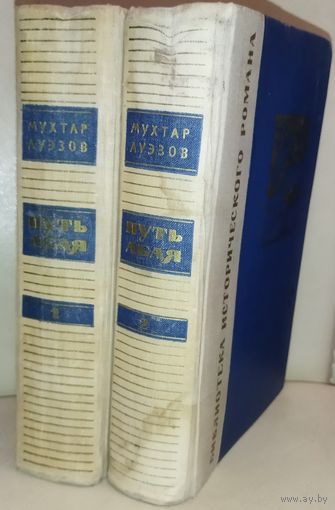 МУХТАР
АУЭЗОВ
ПУТЬ
АБАЯ
1
МУХТАР
АУЭЗОВ
ПУТЬ
АБАЯ
2
БИБЛИОТЕКА ИСТОРИЧЕСКОГО РОМАНА
www.ay.by